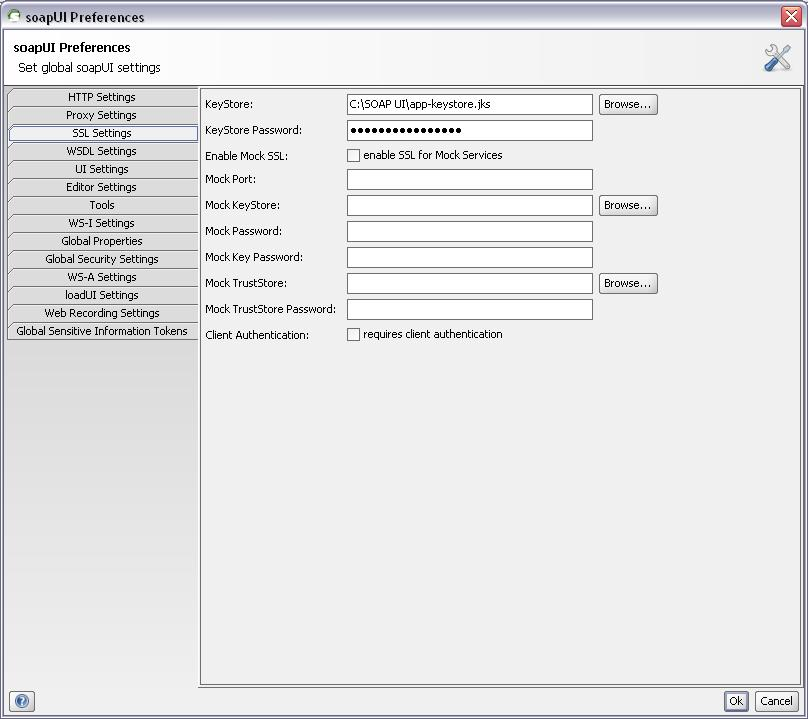 soapUI Preferences
soapUI Preferences
Set global soapUI settings
HTTP Settings
Proxy Settings
SSL Settings
WSDL Settings
UI Settings
Editor Settings
Tools
WS-I Settings
Global Properties
Global Security Settings
WS-A Settings
loadUI Settings
Web Recording Settings
Global Sensitive Information Tokens
KeyStore: C:\SOAP UI\app-keystore.jks Browse...
KeyStore Password: ●●●●●●●●●●●●●●●●
Enable Mock SSL: enable SSL for Mock Services
Mock Port:
Mock KeyStore: Browse...
Mock Password:
Mock Key Password:
Mock TrustStore: Browse...
Mock TrustStore Password:
Client Authentication: requires client authentication
? Ok Cancel